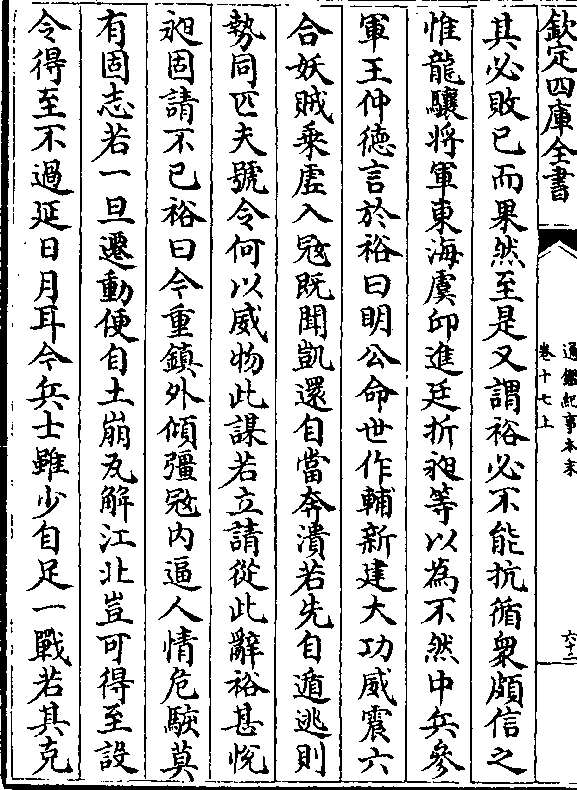 欽定四庫全書
通鑑紀事本末
卷十七上
六十二
其必敗已而果然至是又謂裕必不能抗循衆頗信之
惟龍驤將軍東海虞邱進廷折昶等以為不然中兵參
軍王仲德言於裕曰明公命世作輔新建大功威震六
合妖賊乗虛入冦既聞凱還自當奔潰若先自遁逃則
勢同匹夫號令何以威物此謀若立請從此辭裕甚悅
昶固請不已裕曰今重鎮外傾彊冦内逼人情危駭莫
有固志若一旦遷動便自土崩瓦解江北豈可得至設
令得至不過延日月耳今兵士雖少自足一戰若其克